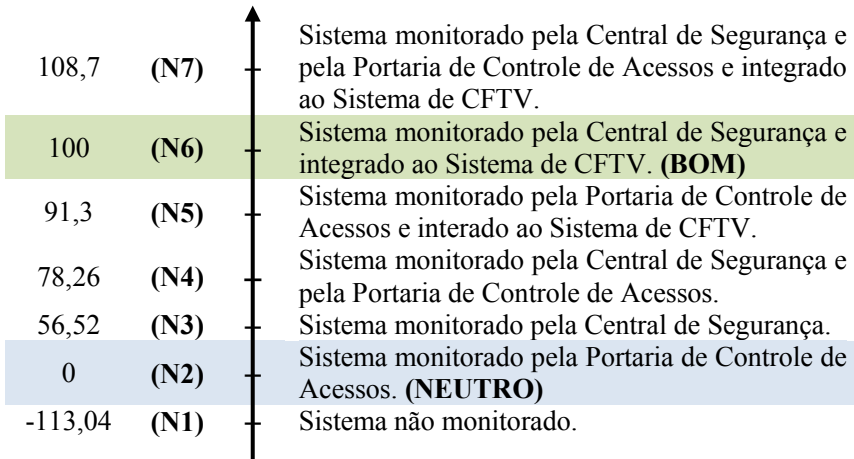 Sistema monitorado pela Central de Segurança e
108,7 (N7) pela Portaria de Controle de Acessos e integrado
ao Sistema de CFTV.
100 (N6) Sistema monitorado pela Central de Segurança e
integrado ao Sistema de CFTV. (BOM)
91,3 (N5) Sistema monitorado pela Portaria de Controle de
Acessos e interado ao Sistema de CFTV.
78,26 (N4) Sistema monitorado pela Central de Segurança e
pela Portaria de Controle de Acessos.
56,52 (N3) Sistema monitorado pela Central de Segurança.
0 (N2) Sistema monitorado pela Portaria de Controle de
Acessos. (NEUTRO)
-113,04 (N1) Sistema não monitorado.